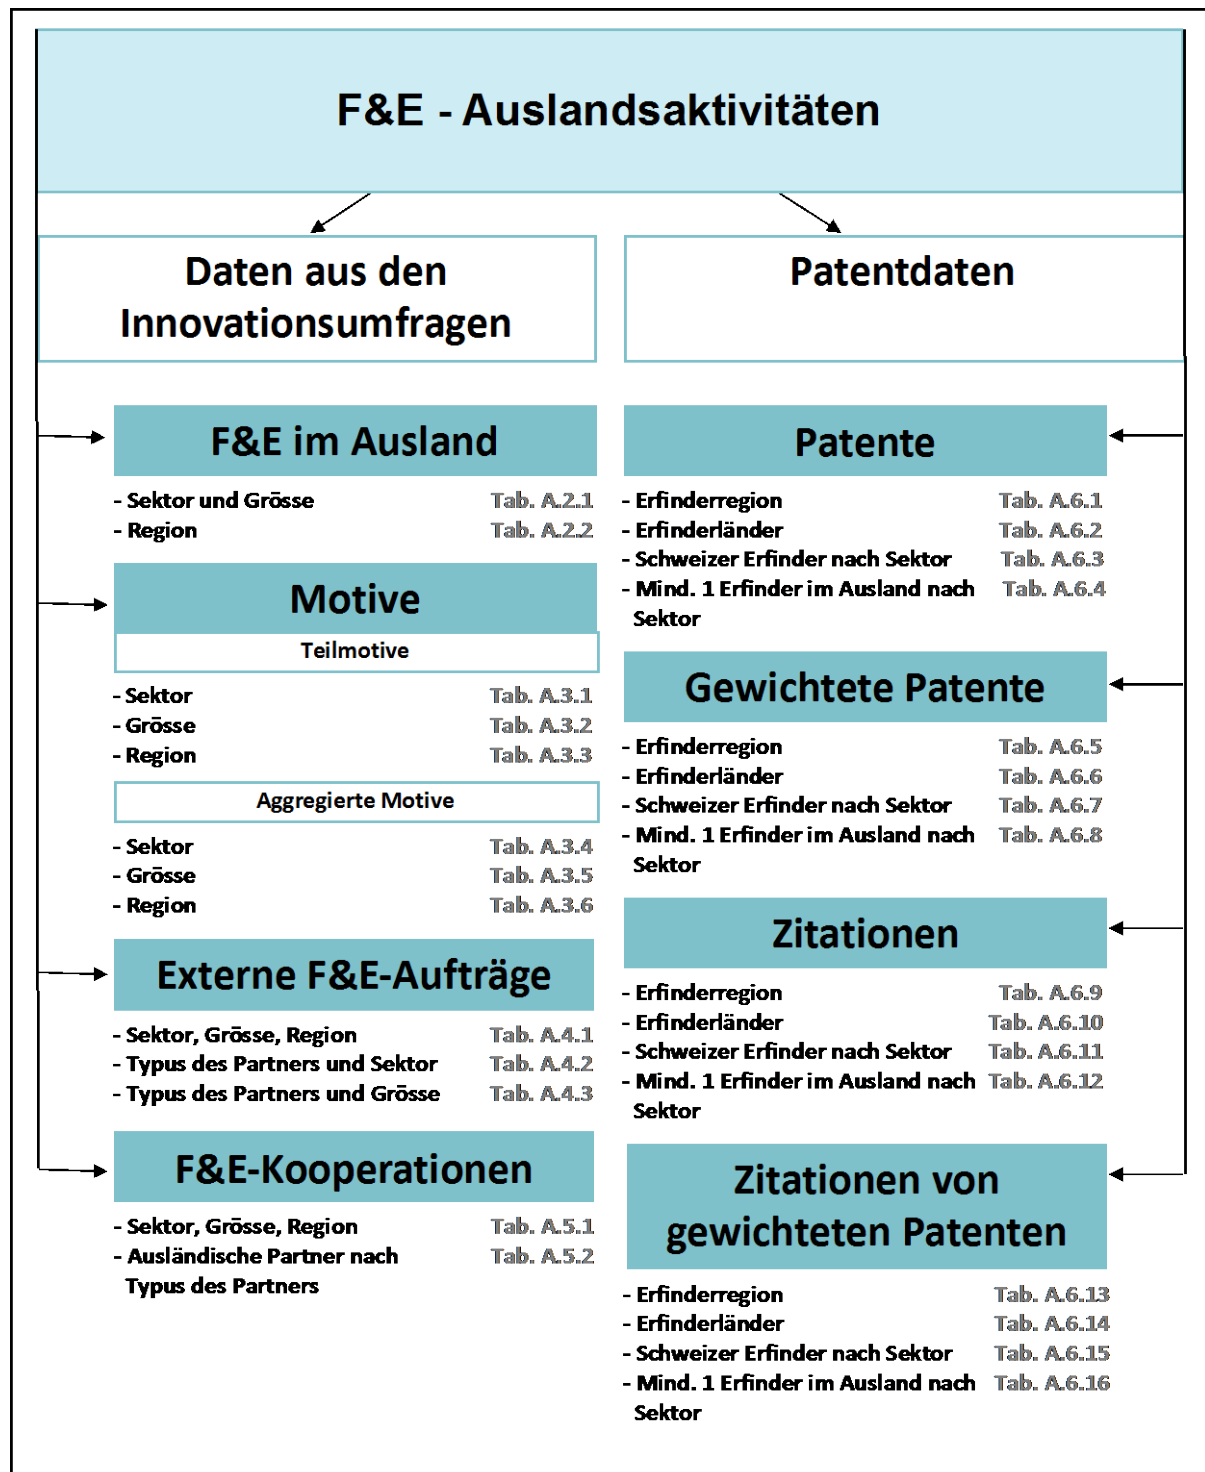 F&E - Auslandsaktivitäten
Daten aus den
Innovationsumfragen
F&E im Ausland
- Sektor und Grösse Tab. A.2.1
- Region Tab. A.2.2
Motive
Teilmotive
- Sektor Tab. A.3.1
- Grösse Tab. A.3.2
- Region Tab. A.3.3
Aggregierte Motive
- Sektor Tab. A.3.4
- Grösse Tab. A.3.5
- Region Tab. A.3.6
Externe F&E-Aufträge
- Sektor, Grösse, Region Tab. A.4.1
- Typus des Partners und Sektor Tab. A.4.2
- Typus des Partners und Grösse Tab. A.4.3
F&E-Kooperationen
- Sektor, Grösse, Region Tab. A.5.1
- Ausländische Partner nach Tab. A.5.2
Typus des Partners
Patentdaten
Patente
- Erfinderregion Tab. A.6.1
- Erfinderländer Tab. A.6.2
- Schweizer Erfinder nach Sektor Tab. A.6.3
- Mind. 1 Erfinder im Ausland nach Tab. A.6.4
Sektor
Gewichtete Patente
- Erfinderregion Tab. A.6.5
- Erfinderländer Tab. A.6.6
- Schweizer Erfinder nach Sektor Tab. A.6.7
- Mind. 1 Erfinder im Ausland nach Tab. A.6.8
Sektor
Zitationen
- Erfinderregion Tab. A.6.9
- Erfinderländer Tab. A.6.10
- Schweizer Erfinder nach Sektor Tab. A.6.11
- Mind. 1 Erfinder im Ausland nach Tab. A.6.12
Sektor
Zitationen von
gewichteten Patenten
- Erfinderregion Tab. A.6.13
- Erfinderländer Tab. A.6.14
- Schweizer Erfinder nach Sektor Tab. A.6.15
- Mind. 1 Erfinder im Ausland nach Tab. A.6.16
Sektor